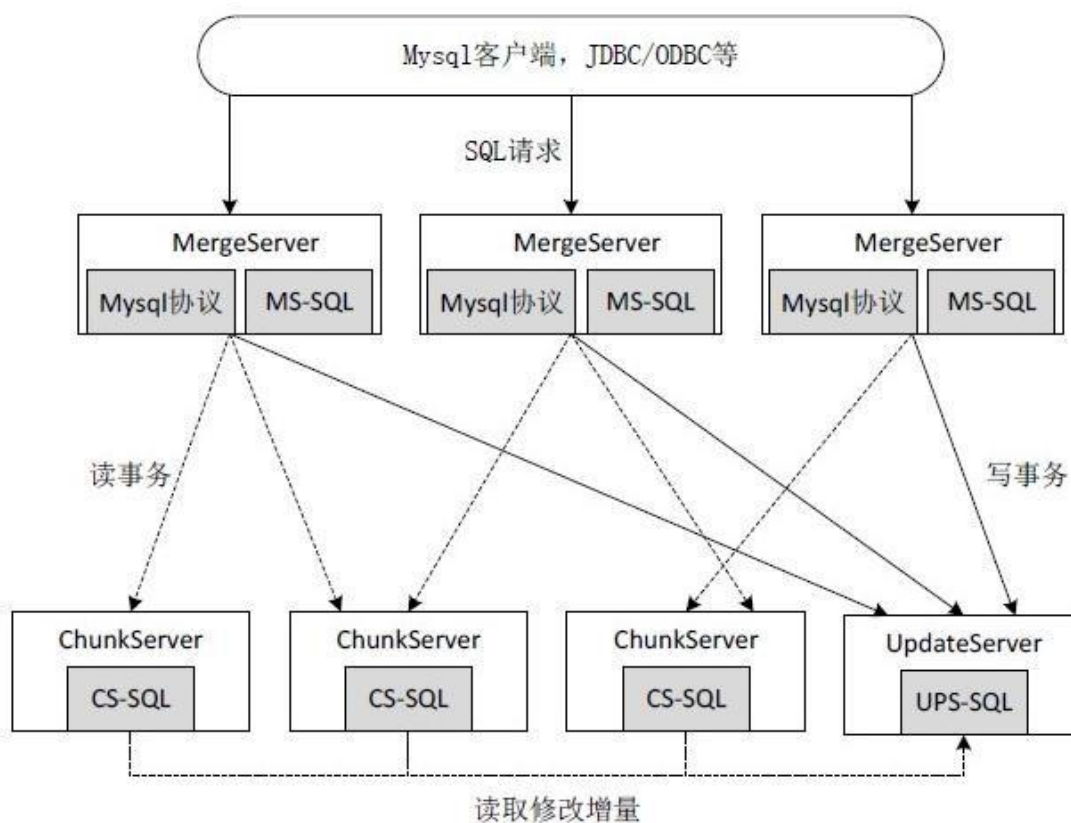 Mysql客户端，JDBC/ODBC等
SQL请求
MergeServer
Mysql协议
MS-SQL
MergeServer
Mysql协议
MS-SQL
MergeServer
Mysql协议
MS-SQL
读事务
写事务
ChunkServer
CS-SQL
ChunkServer
CS-SQL
ChunkServer
CS-SQL
UpdateServer
UPS-SQL
读取修改增量